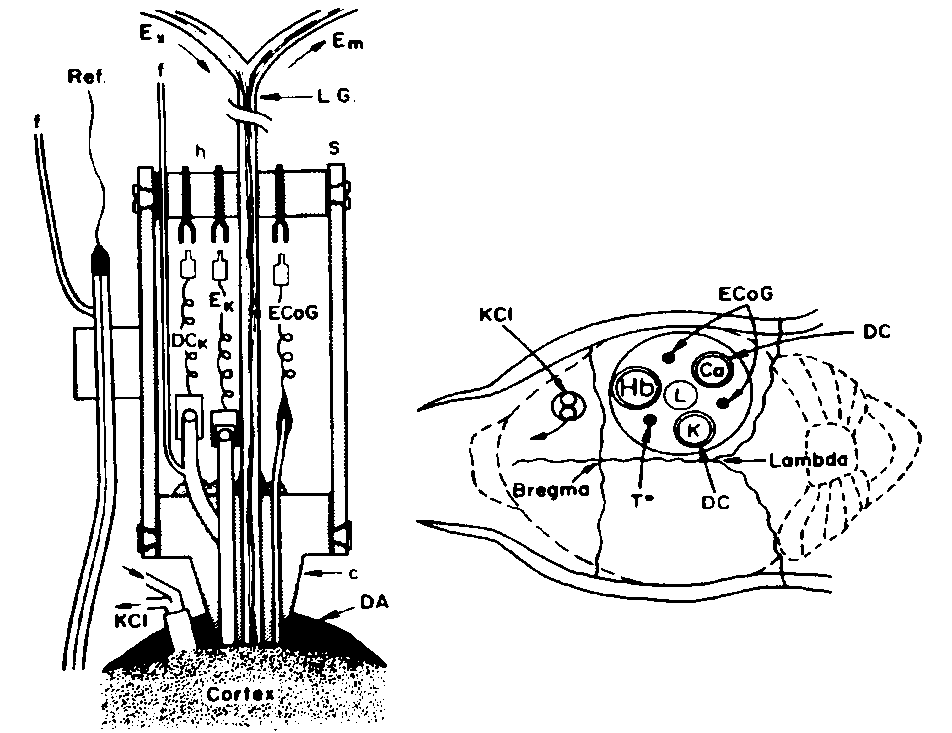 Ex
Em
Ref.
f
L G.
f
h
S
EK
DCK
ECoG
c
DA
KCl
Cortex
ECoG
KCl
DC
Ca
Hb
L
K
Lambda
Bregma
T°
DC